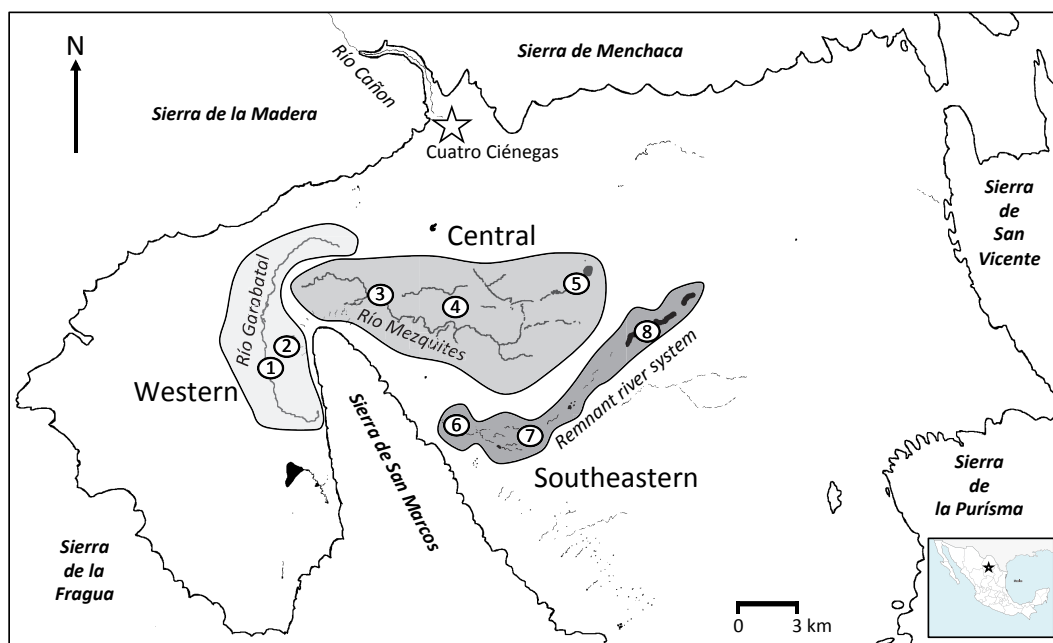 N
Sierra de Menchaca
Río Cañon
Sierra de la Madera
Cuatro Ciénegas
Sierra
de
San
Vicente
Central
Río Garabatal
5
3
4
Río Mezquites
8
2
1
Western
Remnant river system
6
7
Sierra de San Marcos
Southeastern
Sierra
de
la Purísma
Sierra
de la
Fragua
0 3 km